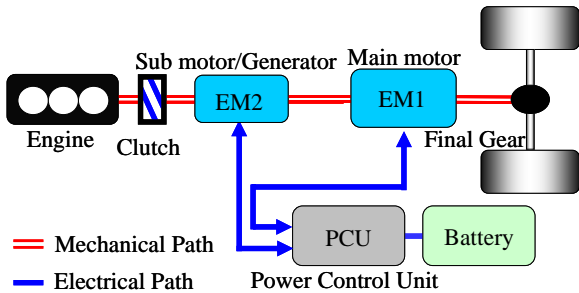 Sub motor/Generator
Main motor
EM2
EM1
Engine
Clutch
Final Gear
PCU
Battery
Mechanical Path
Electrical Path
Power Control Unit